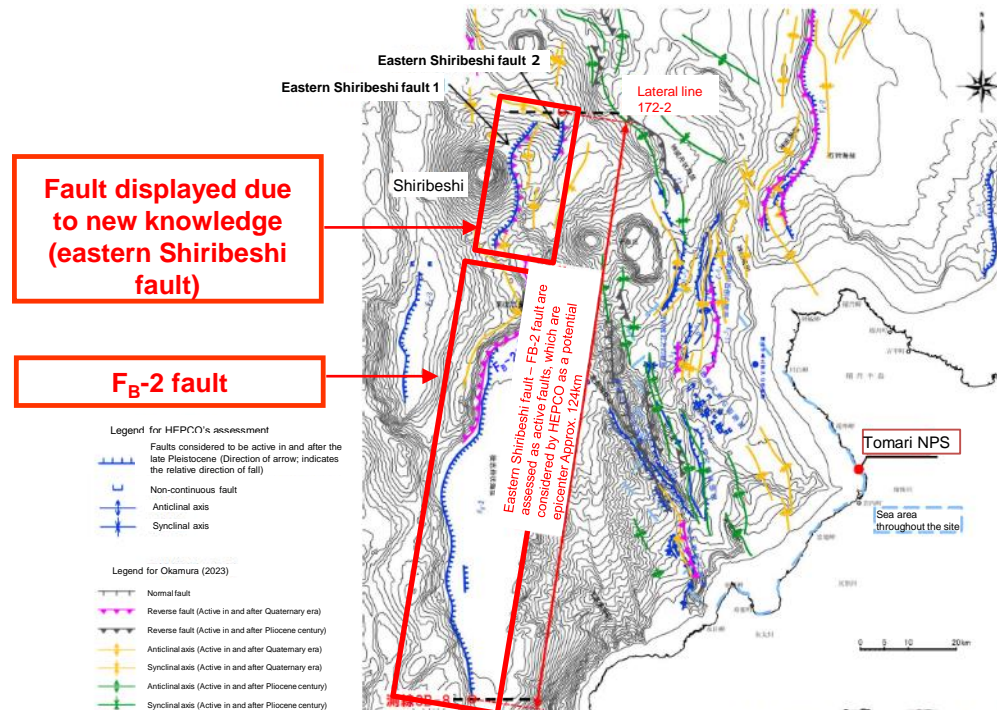 Eastern Shiribeshi fault 2
Eastern Shiribeshi fault 1
Lateral line
172-2
N
Shiribeshi
Fault displayed due
to new knowledge
(eastern Shiribeshi
fault)
F_B-2 fault
Eastern Shiribeshi fault – FB-2 fault are
assessed as active faults, which are
considered by HEPCO as a potential
epicenter Approx. 124km
Tomari NPS
Sea area
throughout the site
0 5 10 20km
Legend for HEPCO's assessment
Faults considered to be active in and after the
late Pleistocene (Direction of arrow; indicates
the relative direction of fall)
Non-continuous fault
Anticlinal axis
Synclinal axis
Legend for Okamura (2023)
Normal fault
Reverse fault (Active in and after Quaternary era)
Reverse fault (Active in and after Pliocene century)
Anticlinal axis (Active in and after Quaternary era)
Synclinal axis (Active in and after Quaternary era)
Anticlinal axis (Active in and after Pliocene century)
Synclinal axis (Active in and after Pliocene century)